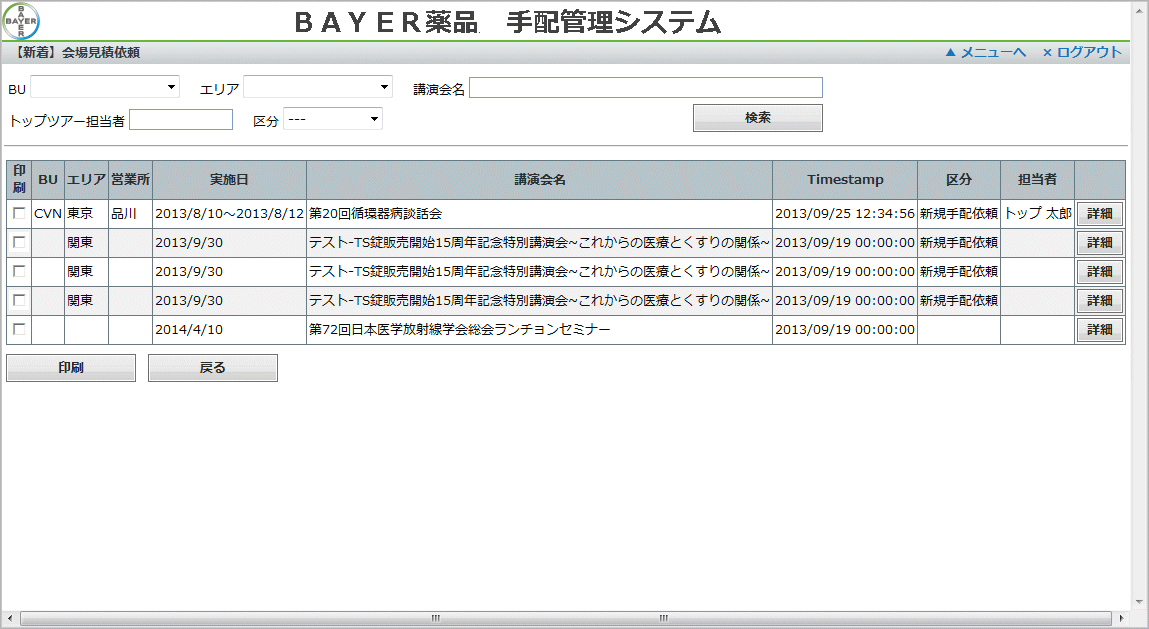 BAYER
BAYER
ＢＡＹＥＲ薬品　手配管理システム
【新着】会場見積依頼
▲ メニューへ × ログアウト
BU エリア 講演会名
トップツアー担当者 区分 --- 検索
印刷 BU エリア 営業所 実施日 講演会名 Timestamp 区分 担当者
CVN 東京 品川 2013/8/10～2013/8/12 第20回循環器病談話会 2013/09/25 12:34:56 新規手配依頼 トップ 太郎 詳細
関東 2013/9/30 テスト-TS錠販売開始15周年記念特別講演会~これからの医療とくすりの関係~ 2013/09/19 00:00:00 新規手配依頼 詳細
関東 2013/9/30 テスト-TS錠販売開始15周年記念特別講演会~これからの医療とくすりの関係~ 2013/09/19 00:00:00 新規手配依頼 詳細
関東 2013/9/30 テスト-TS錠販売開始15周年記念特別講演会~これからの医療とくすりの関係~ 2013/09/19 00:00:00 新規手配依頼 詳細
2014/4/10 第72回日本医学放射線学会総会ランチョンセミナー 2013/09/19 00:00:00 詳細
印刷 戻る